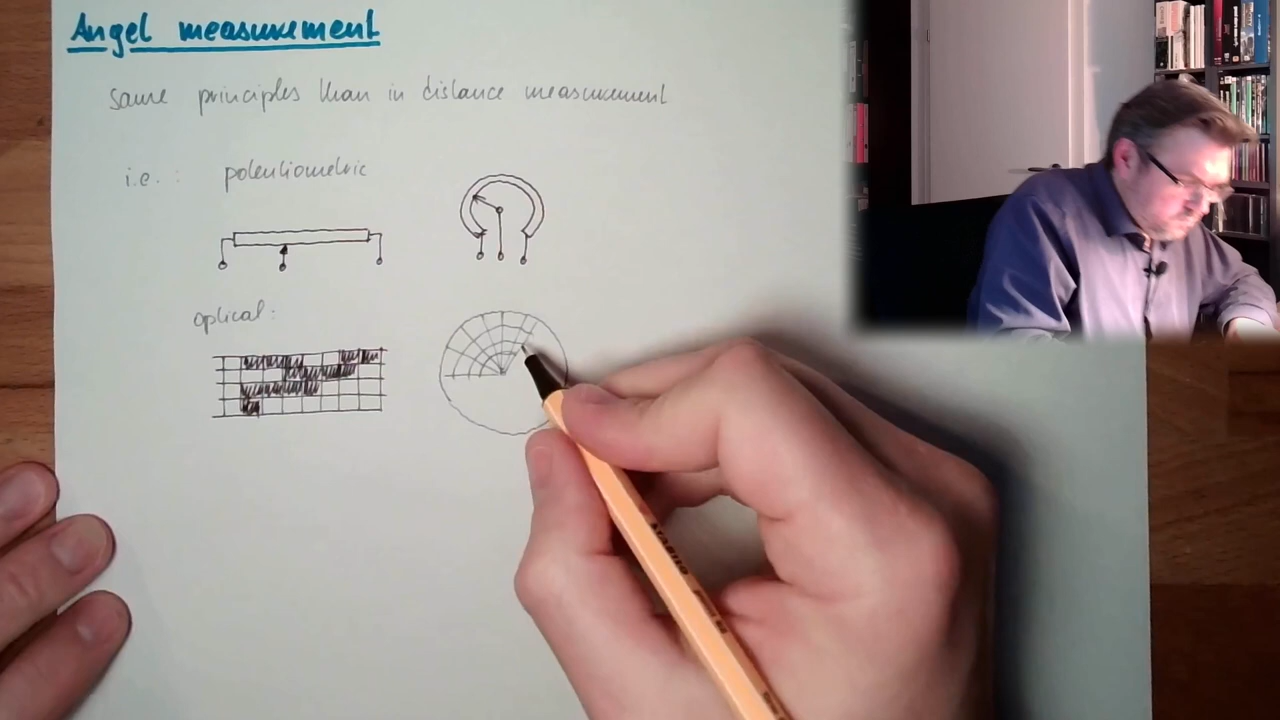 Angel measurement
same principles than in distance measurement
i.e. : potentiometric
optical :